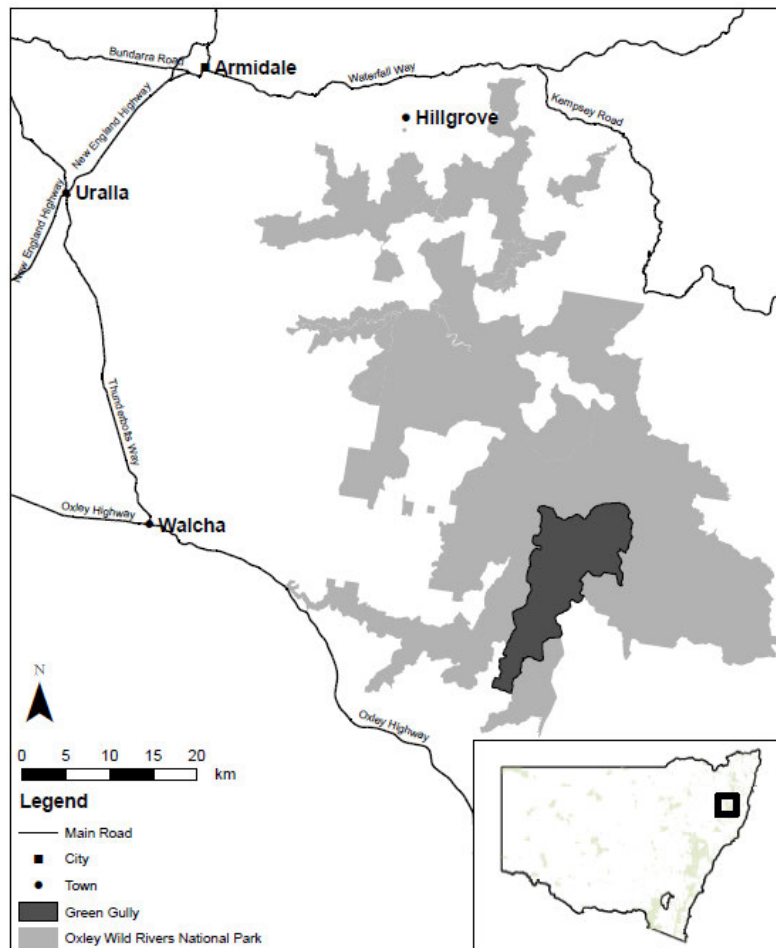 Bundarra Road
Armidale
Waterfall Way
Kempsey Road
Hillgrove
New England Highway
Uralla
New England Highway
Thunderbolts Way
Oxley Highway
Walcha
N
Oxley Highway
0 5 10 15 20
km
Legend
Main Road
City
Town
Green Gully
Oxley Wild Rivers National Park